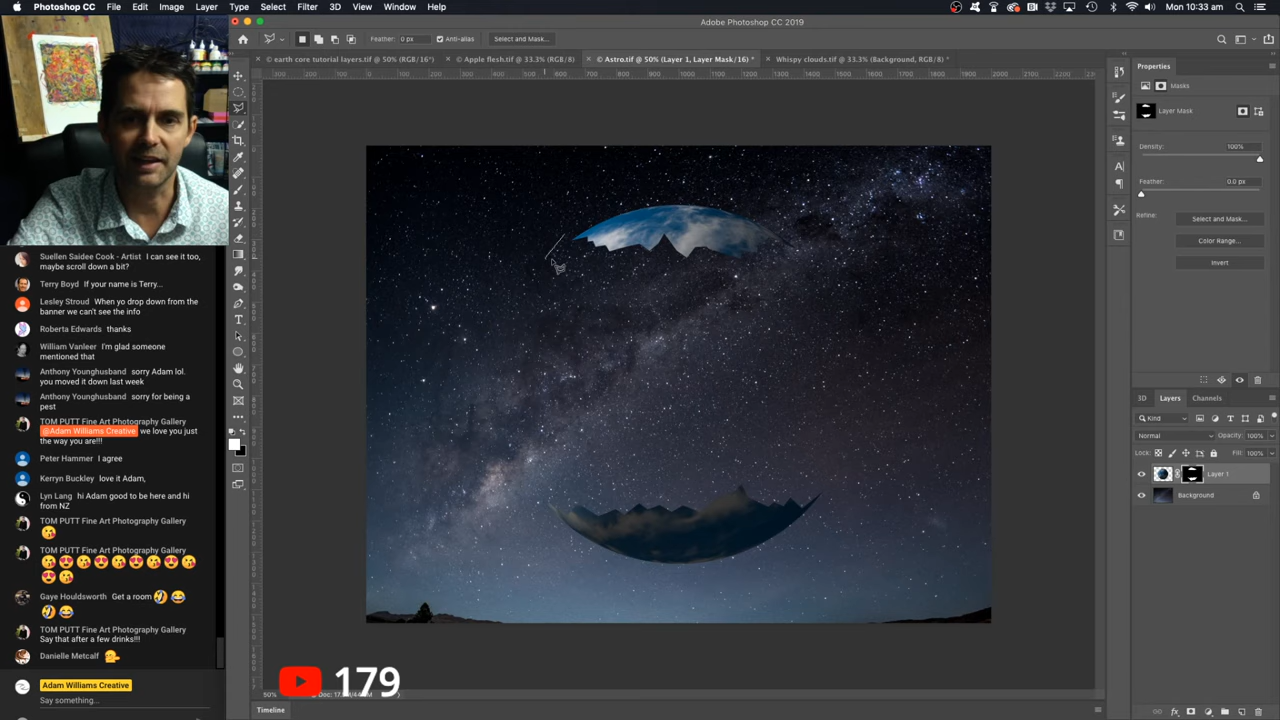 Photoshop CC File Edit Image Layer Type Select Filter 3D View Window Help
10:33 am
Adobe Photoshop CC 2019
Feather: 0 px Anti-alias Select and Mask...
© earth core tutorial layers.tif @ 50% (RGB/16*)
© Apple flesh.tif @ 33.3% (RGB/8)
© Astro.tif @ 50% (Layer 1, Layer Mask/16) *
Whispy clouds.tif @ 33.3% (Background, RGB/8) *
Properties
Masks
Layer Mask
Density: 100%
Feather: 0.0 px
Refine: Select and Mask...
Color Range...
Invert
3D Layers Channels
Kind
Normal Opacity: 100%
Lock: Fill: 100%
Layer 1
Background
Suellen Saidee Cook - Artist I can see it too,
maybe scroll down a bit?
Terry Boyd If your name is Terry...
Lesley Stroud When yo drop down from the
banner we can't see the info
Roberta Edwards thanks
William Vanleer I'm glad someone
mentioned that
Anthony Younghusband sorry Adam lol.
you moved it down last week
Anthony Younghusband sorry for being a
pest
TOM PUTT Fine Art Photography Gallery
@Adam Williams Creative we love you just
the way you are!!!
Peter Hammer I agree
Kerryn Buckley love it Adam,
Lyn Lang hi Adam good to be here and hi
from NZ
TOM PUTT Fine Art Photography Gallery
😘
TOM PUTT Fine Art Photography Gallery
😘😍😍😘😍😘😘😍😍
😍😘
Gaye Houldsworth Get a room 🤣😂
🤣😂
TOM PUTT Fine Art Photography Gallery
Say that after a few drinks!!!
Danielle Metcalf
Adam Williams Creative
Say something...
179
50%
Timeline